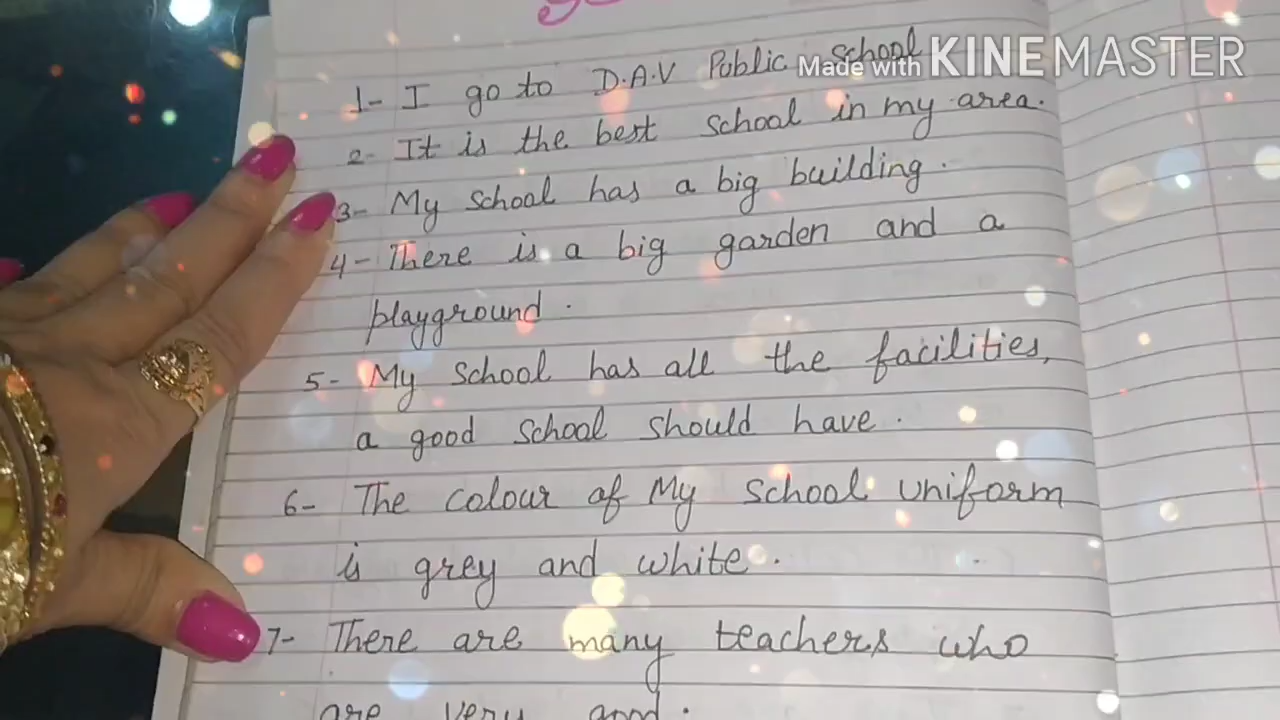 1- I go to D.A.V Public school
Made with KINEMASTER
2- It is the best school in my area.
3- My school has a big building.
4- There is a big garden and a
playground.
5- My school has all the facilities,
a good school should have.
6- The colour of My school uniform
is grey and white.
7- There are many teachers who
are very good.